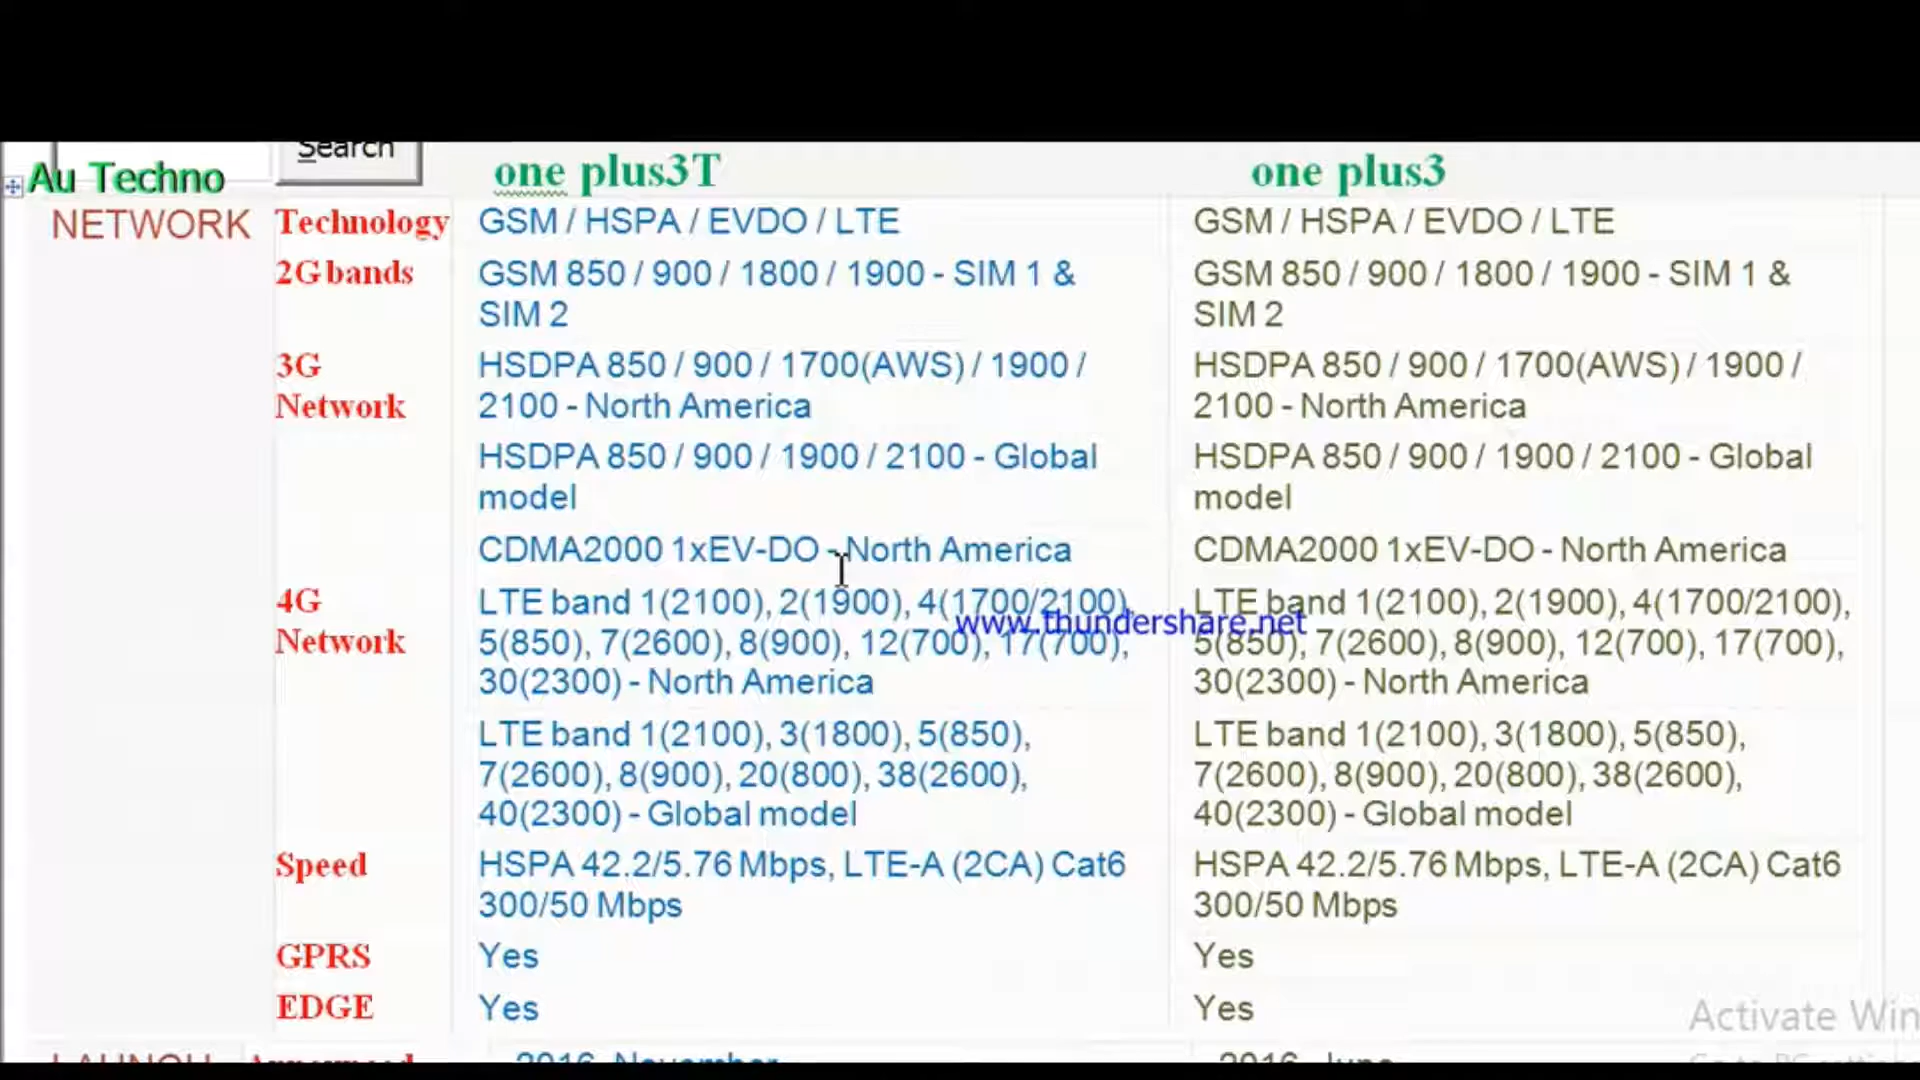 Search
Au Techno
one plus3T
one plus3
NETWORK
Technology
GSM / HSPA / EVDO / LTE
GSM / HSPA / EVDO / LTE
2G bands
GSM 850 / 900 / 1800 / 1900 - SIM 1 &
SIM 2
GSM 850 / 900 / 1800 / 1900 - SIM 1 &
SIM 2
3G
Network
HSDPA 850 / 900 / 1700(AWS) / 1900 /
2100 - North America
HSDPA 850 / 900 / 1700(AWS) / 1900 /
2100 - North America
HSDPA 850 / 900 / 1900 / 2100 - Global
model
HSDPA 850 / 900 / 1900 / 2100 - Global
model
CDMA2000 1xEV-DO - North America
CDMA2000 1xEV-DO - North America
4G
Network
LTE band 1(2100), 2(1900), 4(1700/2100),
5(850), 7(2600), 8(900), 12(700), 17(700),
30(2300) - North America
LTE band 1(2100), 2(1900), 4(1700/2100),
5(850), 7(2600), 8(900), 12(700), 17(700),
30(2300) - North America
www.thundershare.net
LTE band 1(2100), 3(1800), 5(850),
7(2600), 8(900), 20(800), 38(2600),
40(2300) - Global model
LTE band 1(2100), 3(1800), 5(850),
7(2600), 8(900), 20(800), 38(2600),
40(2300) - Global model
Speed
HSPA 42.2/5.76 Mbps, LTE-A (2CA) Cat6
300/50 Mbps
HSPA 42.2/5.76 Mbps, LTE-A (2CA) Cat6
300/50 Mbps
GPRS
Yes
Yes
EDGE
Yes
Yes
Activate Win
LAUNCH
Announced
2016, November
2016, June